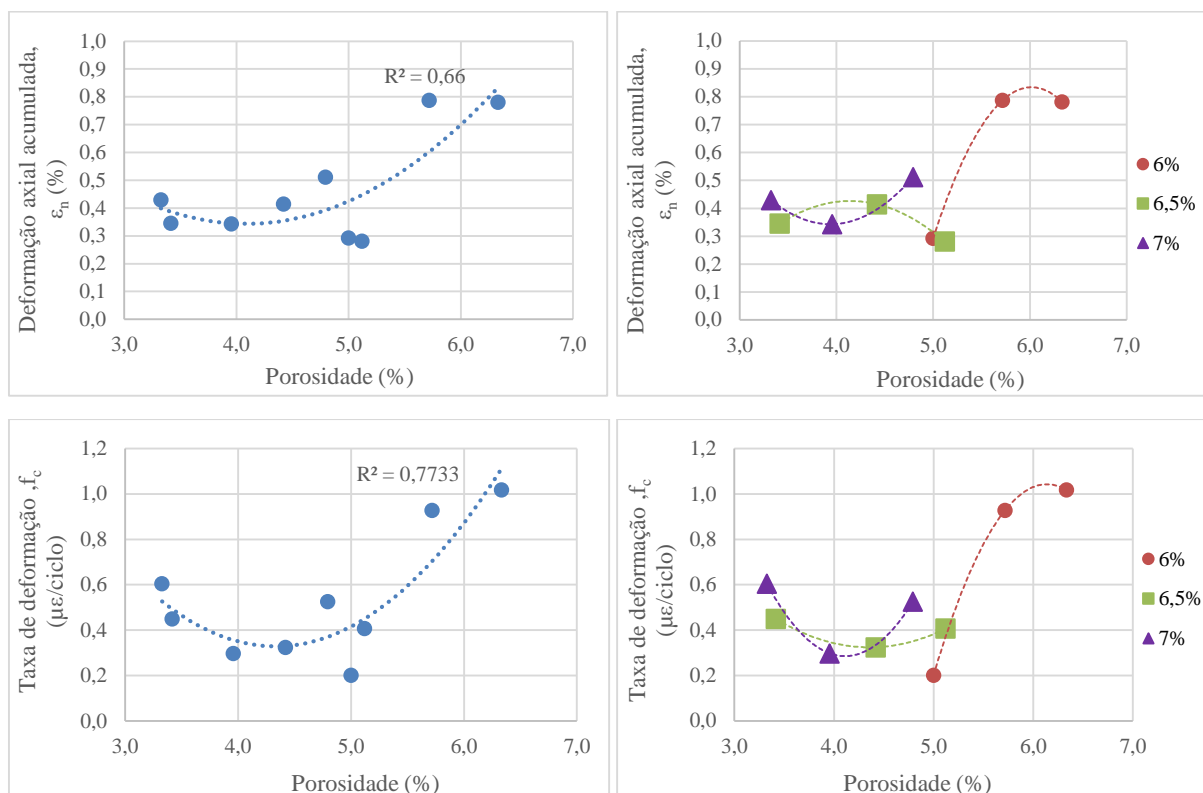 Deformação axial acumulada,
ε_n (%)
1,0
0,9
0,8
0,7
0,6
0,5
0,4
0,3
0,2
0,1
0,0
R² = 0,66
3,0 4,0 5,0 6,0 7,0
Porosidade (%)
Deformação axial acumulada,
ε_n (%)
1,0
0,9
0,8
0,7
0,6
0,5
0,4
0,3
0,2
0,1
0,0
3,0 4,0 5,0 6,0 7,0
Porosidade (%)
6%
6,5%
7%
Taxa de deformação ,f_c
(με/ciclo)
1,2
1,0
0,8
0,6
0,4
0,2
0,0
R² = 0,7733
3,0 4,0 5,0 6,0 7,0
Porosidade (%)
Taxa de deformação ,f_c
(με/ciclo)
1,2
1,0
0,8
0,6
0,4
0,2
0,0
3,0 4,0 5,0 6,0 7,0
Porosidade (%)
6%
6,5%
7%